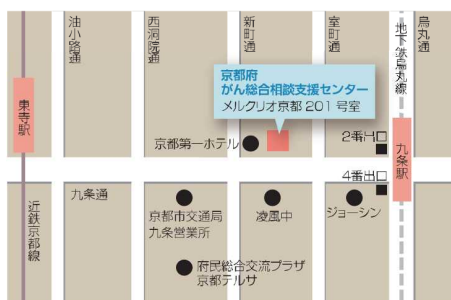 油小路通
西洞院通
新町通
室町通
地下鉄烏丸線
烏丸通
京都府
がん総合相談支援センター
メルクリオ京都 201 号室
東寺駅
京都第一ホテル
2番出口
九条駅
4番出口
九条通
近鉄京都線
京都市交通局
九条営業所
凌風中
ジョーシン
府民総合交流プラザ
京都テルサ